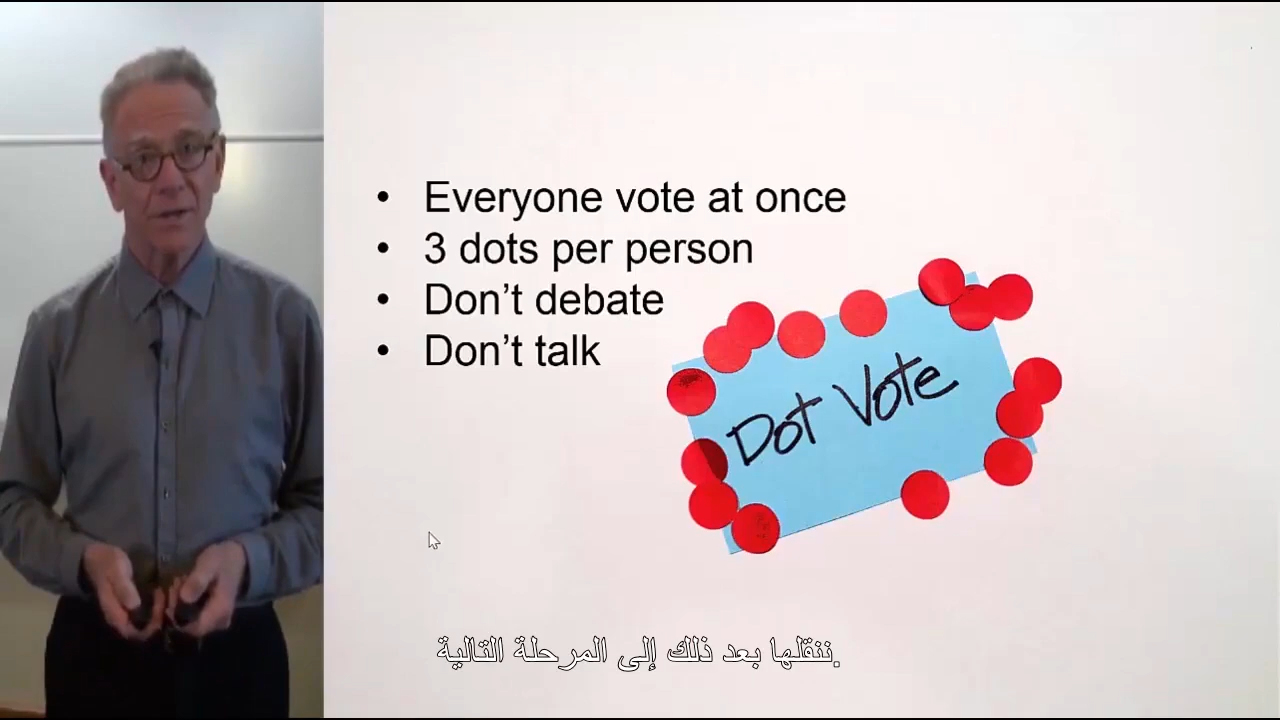 • Everyone vote at once
• 3 dots per person
• Don’t debate
• Don’t talk
Dot Vote
ننقلها بعد ذلك إلى المرحلة التالية.